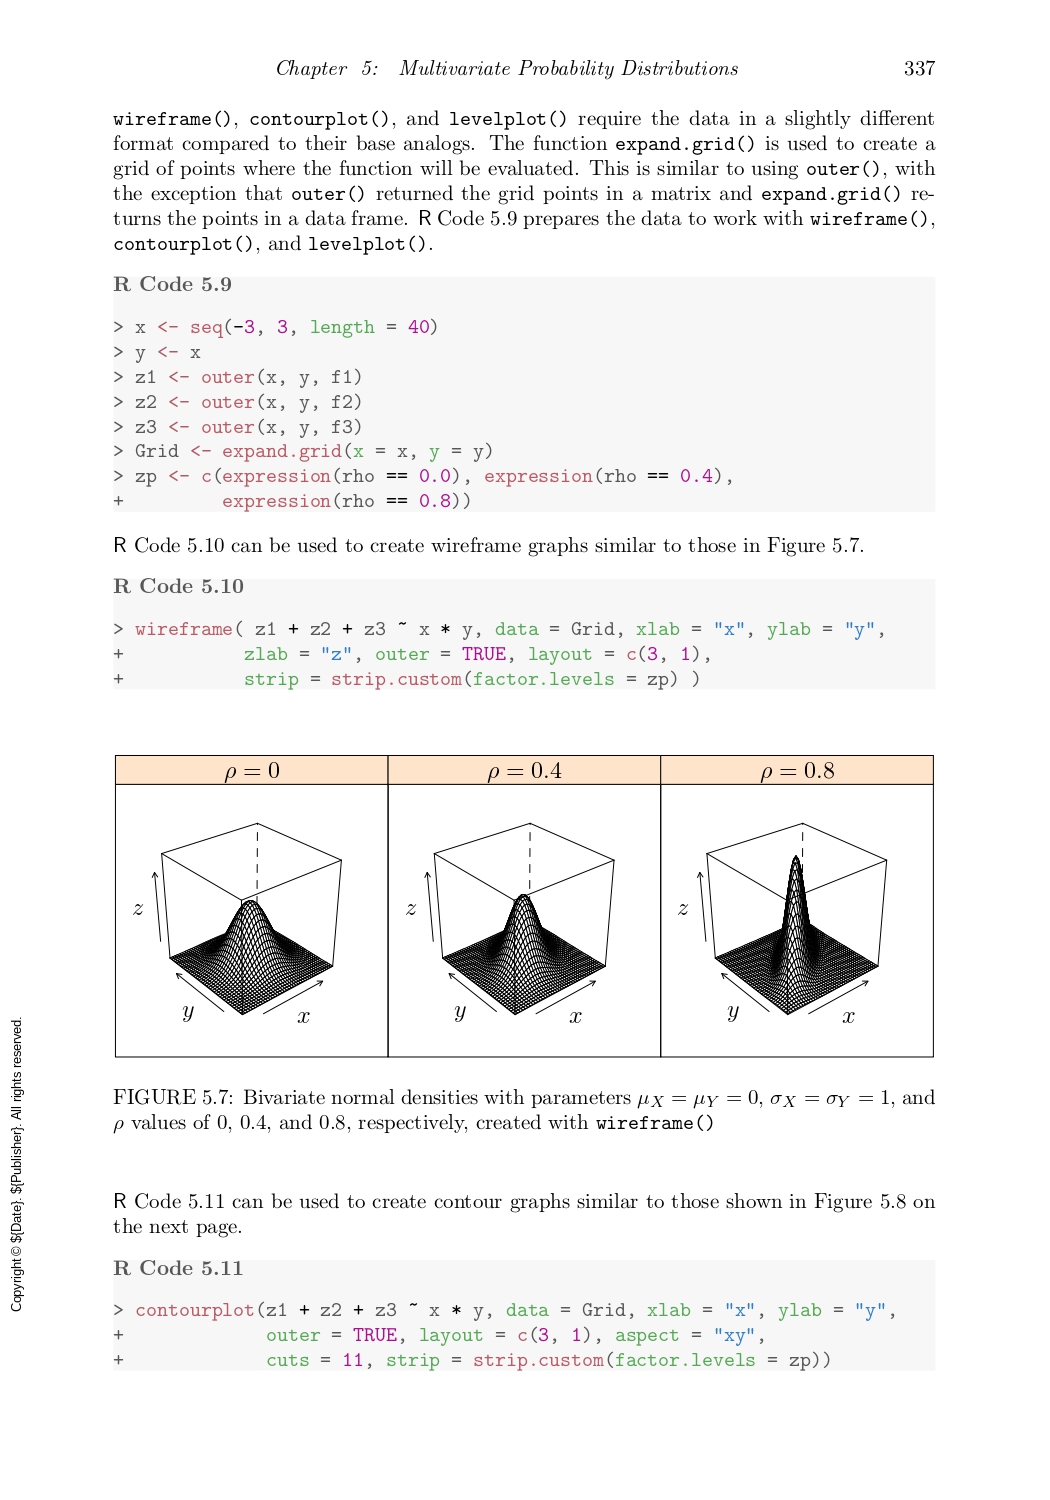 Chapter 5: Multivariate Probability Distributions 337
wireframe(), contourplot(), and levelplot() require the data in a slightly different
format compared to their base analogs. The function expand.grid() is used to create a
grid of points where the function will be evaluated. This is similar to using outer(), with
the exception that outer() returned the grid points in a matrix and expand.grid() re-
turns the points in a data frame. R Code 5.9 prepares the data to work with wireframe(),
contourplot(), and levelplot().
R Code 5.9
> x <- seq(-3, 3, length = 40)
> y <- x
> z1 <- outer(x, y, f1)
> z2 <- outer(x, y, f2)
> z3 <- outer(x, y, f3)
> Grid <- expand.grid(x = x, y = y)
> zp <- c(expression(rho == 0.0), expression(rho == 0.4),
+         expression(rho == 0.8))
R Code 5.10 can be used to create wireframe graphs similar to those in Figure 5.7.
R Code 5.10
> wireframe( z1 + z2 + z3 ~ x * y, data = Grid, xlab = "x", ylab = "y",
+           zlab = "z", outer = TRUE, layout = c(3, 1),
+           strip = strip.custom(factor.levels = zp) )
ρ = 0 ρ = 0.4 ρ = 0.8
z z z
y x y x y x
FIGURE 5.7: Bivariate normal densities with parameters μX = μY = 0, σX = σY = 1, and
ρ values of 0, 0.4, and 0.8, respectively, created with wireframe()
R Code 5.11 can be used to create contour graphs similar to those shown in Figure 5.8 on
the next page.
R Code 5.11
> contourplot(z1 + z2 + z3 ~ x * y, data = Grid, xlab = "x", ylab = "y",
+             outer = TRUE, layout = c(3, 1), aspect = "xy",
+             cuts = 11, strip = strip.custom(factor.levels = zp))
Copyright © ${Date}. ${Publisher}. All rights reserved.